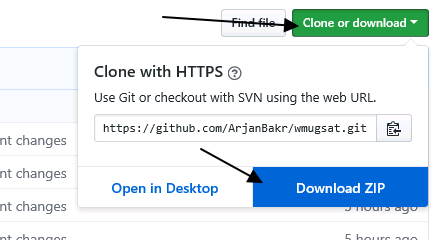 Find file
Clone or download
Clone with HTTPS ?
Use Git or checkout with SVN using the web URL.
https://github.com/ArjanBakr/wmugsat.git
nt changes
nt changes
Open in Desktop
Download ZIP
nt changes
nt changes
5 hours ago
nt changes
5 hours ago